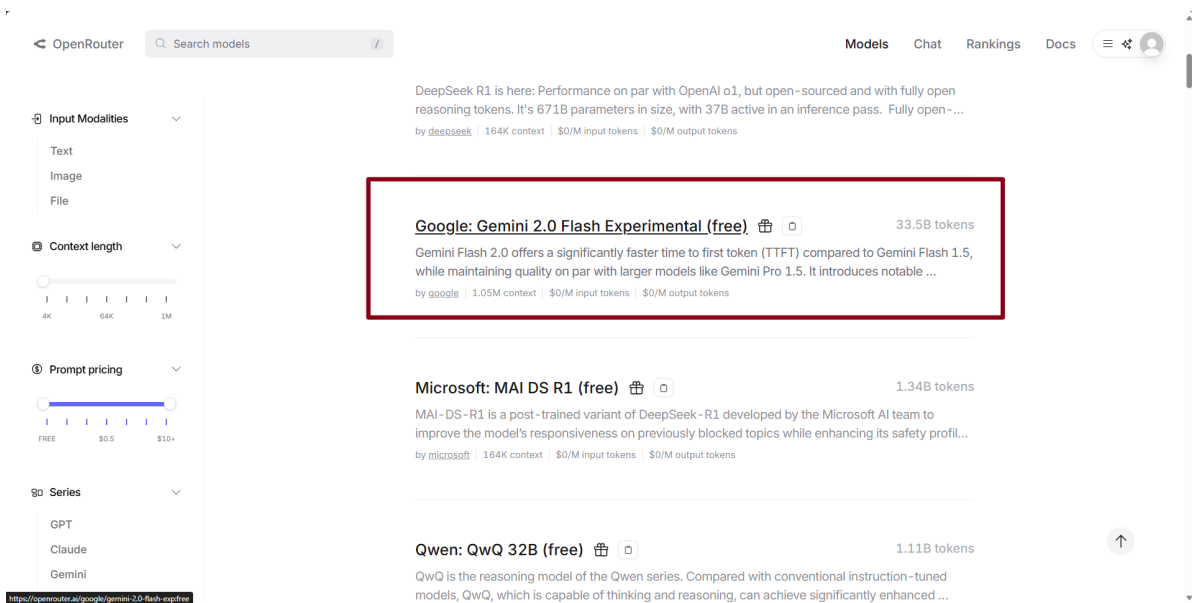 OpenRouter
Search models
/
Models
Chat
Rankings
Docs
Input Modalities
Text
Image
File
Context length
4K
64K
1M
Prompt pricing
FREE
$0.5
$10+
Series
GPT
Claude
Gemini
DeepSeek R1 is here: Performance on par with OpenAI o1, but open-sourced and with fully open
reasoning tokens. It's 671B parameters in size, with 37B active in an inference pass. Fully open-...
by deepseek 164K context $0/M input tokens $0/M output tokens
Google: Gemini 2.0 Flash Experimental (free)
33.5B tokens
Gemini Flash 2.0 offers a significantly faster time to first token (TTFT) compared to Gemini Flash 1.5,
while maintaining quality on par with larger models like Gemini Pro 1.5. It introduces notable ...
by google 1.05M context $0/M input tokens $0/M output tokens
Microsoft: MAI DS R1 (free)
1.34B tokens
MAI-DS-R1 is a post-trained variant of DeepSeek-R1 developed by the Microsoft AI team to
improve the model's responsiveness on previously blocked topics while enhancing its safety profil...
by microsoft 164K context $0/M input tokens $0/M output tokens
Qwen: QwQ 32B (free)
1.11B tokens
QwQ is the reasoning model of the Qwen series. Compared with conventional instruction-tuned
models, QwQ, which is capable of thinking and reasoning, can achieve significantly enhanced ...
https://openrouter.ai/google/gemini-2.0-flash-exp:free